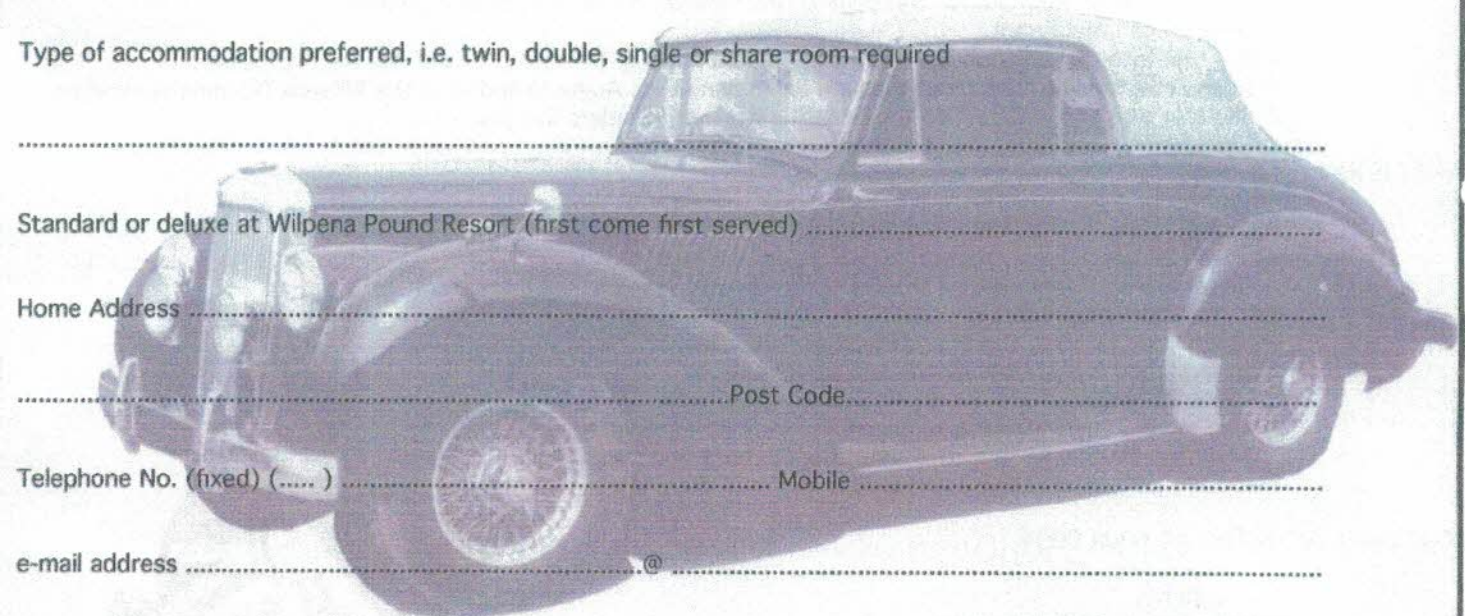 Type of accommodation preferred, i.e. twin, double, single or share room required
................................................................................
Standard or deluxe at Wilpena Pound Resort (first come first served) ................................................................................
Home Address ................................................................................
................................................................................Post Code................................................................................
Telephone No. (fixed) (..... ) ................................................................................ Mobile ................................................................................
e-mail address ................................................................................@ ................................................................................